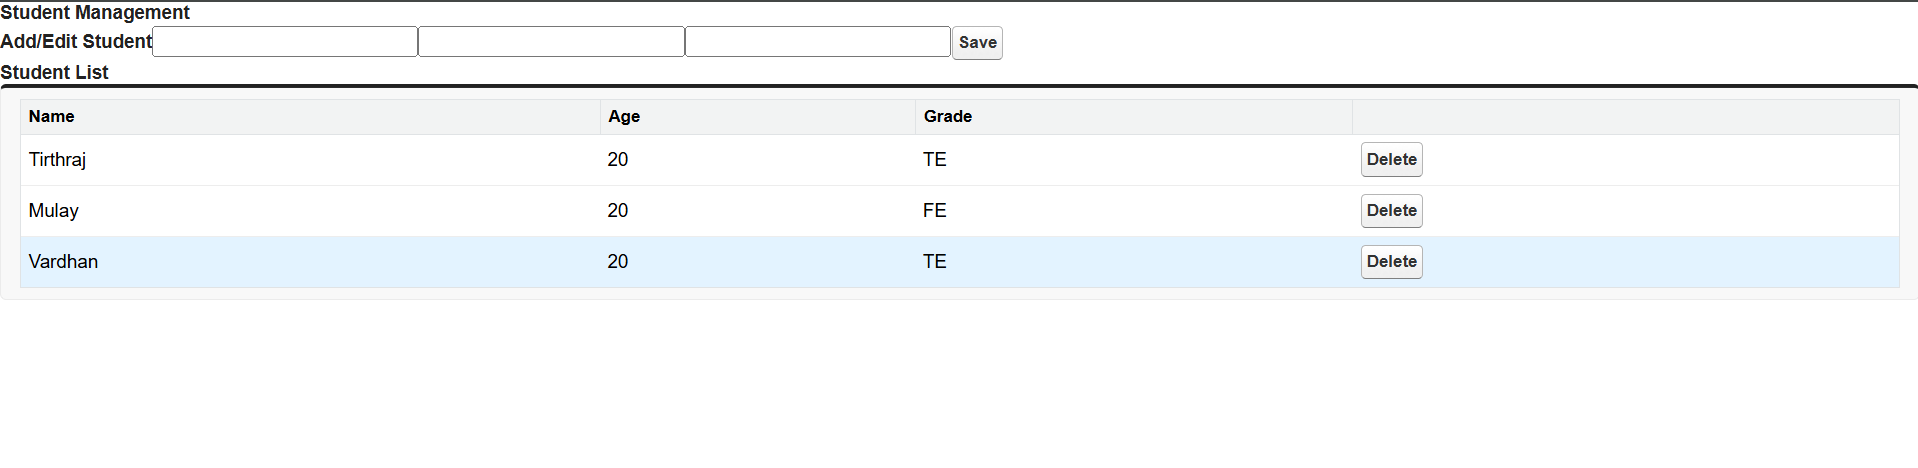 Student Management
Add/Edit Student Save
Student List
Name Age Grade
Tirthraj 20 TE Delete
Mulay 20 FE Delete
Vardhan 20 TE Delete